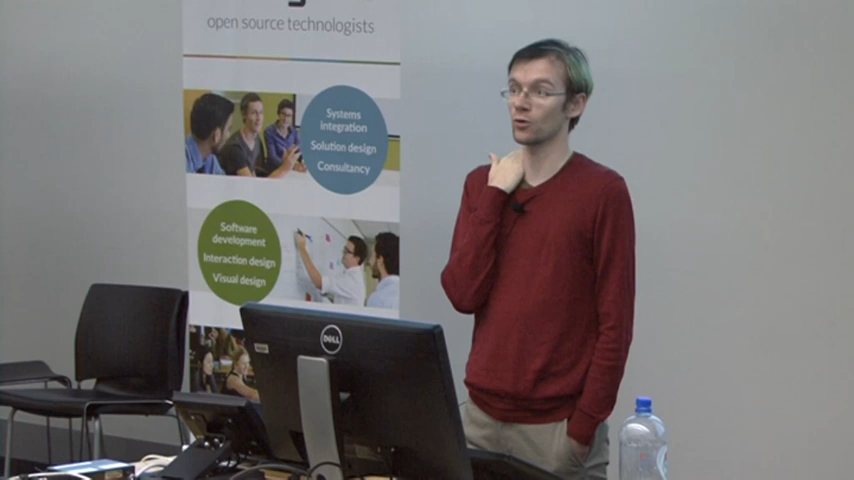 open source technologists
Systems
integration
Solution design
Consultancy
Software
development
Interaction design
Visual design
DELL